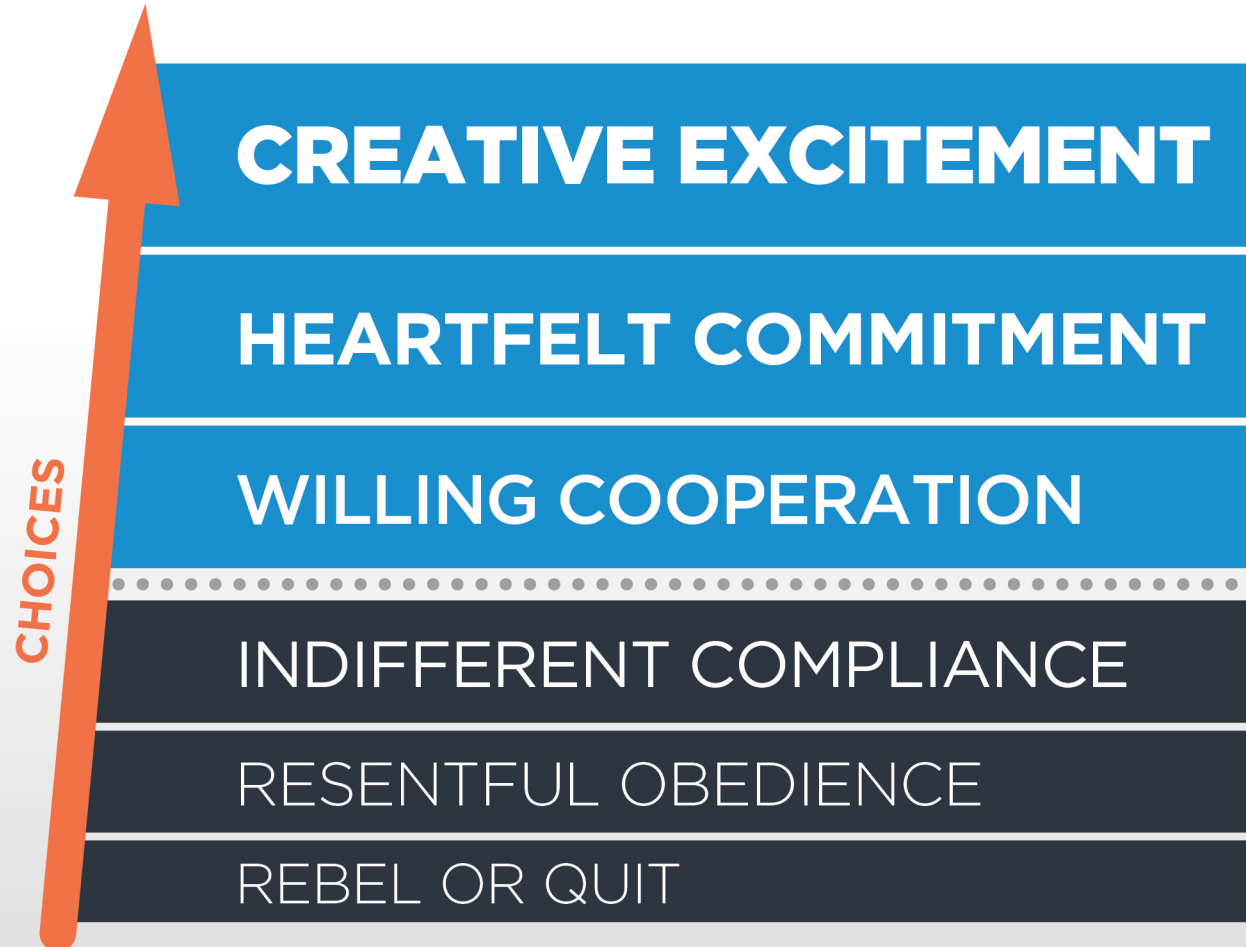 CREATIVE EXCITEMENT
HEARTFELT COMMITMENT
WILLING COOPERATION
CHOICES
INDIFFERENT COMPLIANCE
RESENTFUL OBEDIENCE
REBEL OR QUIT